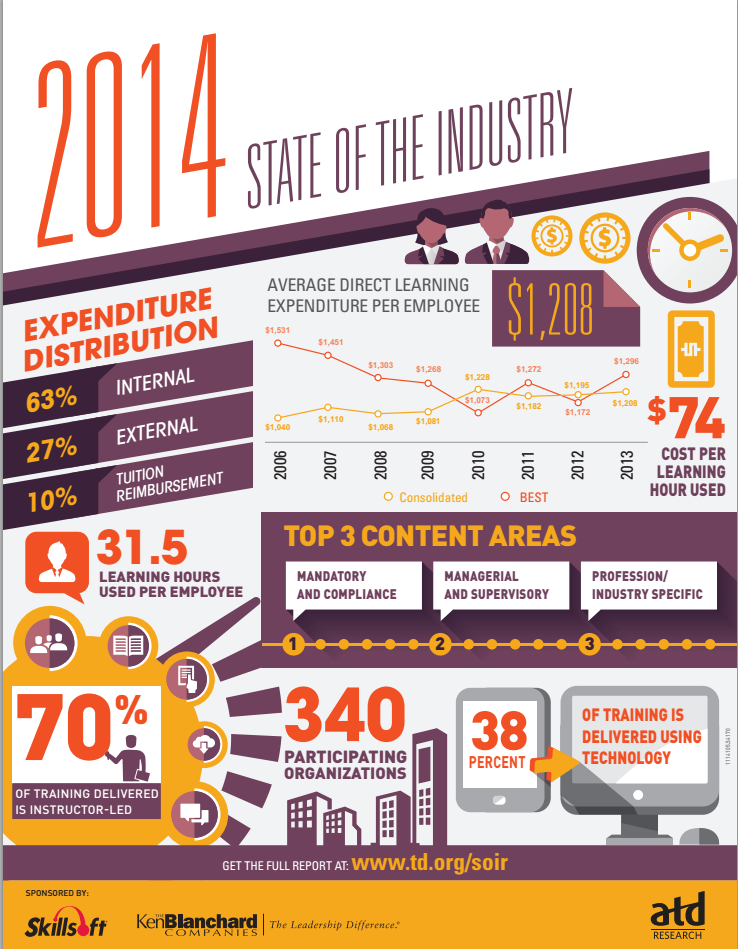 2014
STATE OF THE INDUSTRY
EXPENDITURE
DISTRIBUTION
63% INTERNAL
27% EXTERNAL
10% TUITION
REIMBURSEMENT
AVERAGE DIRECT LEARNING
EXPENDITURE PER EMPLOYEE
$1,208
$1,531
$1,451
$1,303
$1,268
$1,228
$1,073
$1,272
$1,195
$1,172
$1,296
$1,208
$1,182
$1,081
$1,068
$1,110
$1,040
2006 2007 2008 2009 2010 2011 2012 2013
Consolidated BEST
$ $
$74
COST PER
LEARNING
HOUR USED
31.5
LEARNING HOURS
USED PER EMPLOYEE
TOP 3 CONTENT AREAS
MANDATORY
AND COMPLIANCE
MANAGERIAL
AND SUPERVISORY
PROFESSION/
INDUSTRY SPECIFIC
1 2 3
70%
OF TRAINING DELIVERED
IS INSTRUCTOR-LED
340
PARTICIPATING
ORGANIZATIONS
38
PERCENT
OF TRAINING IS
DELIVERED USING
TECHNOLOGY
GET THE FULL REPORT AT: www.td.org/soir
SPONSORED BY:
Skillsoft
THE
KenBlanchard
COMPANIES
The Leadership Difference.®
atd
RESEARCH